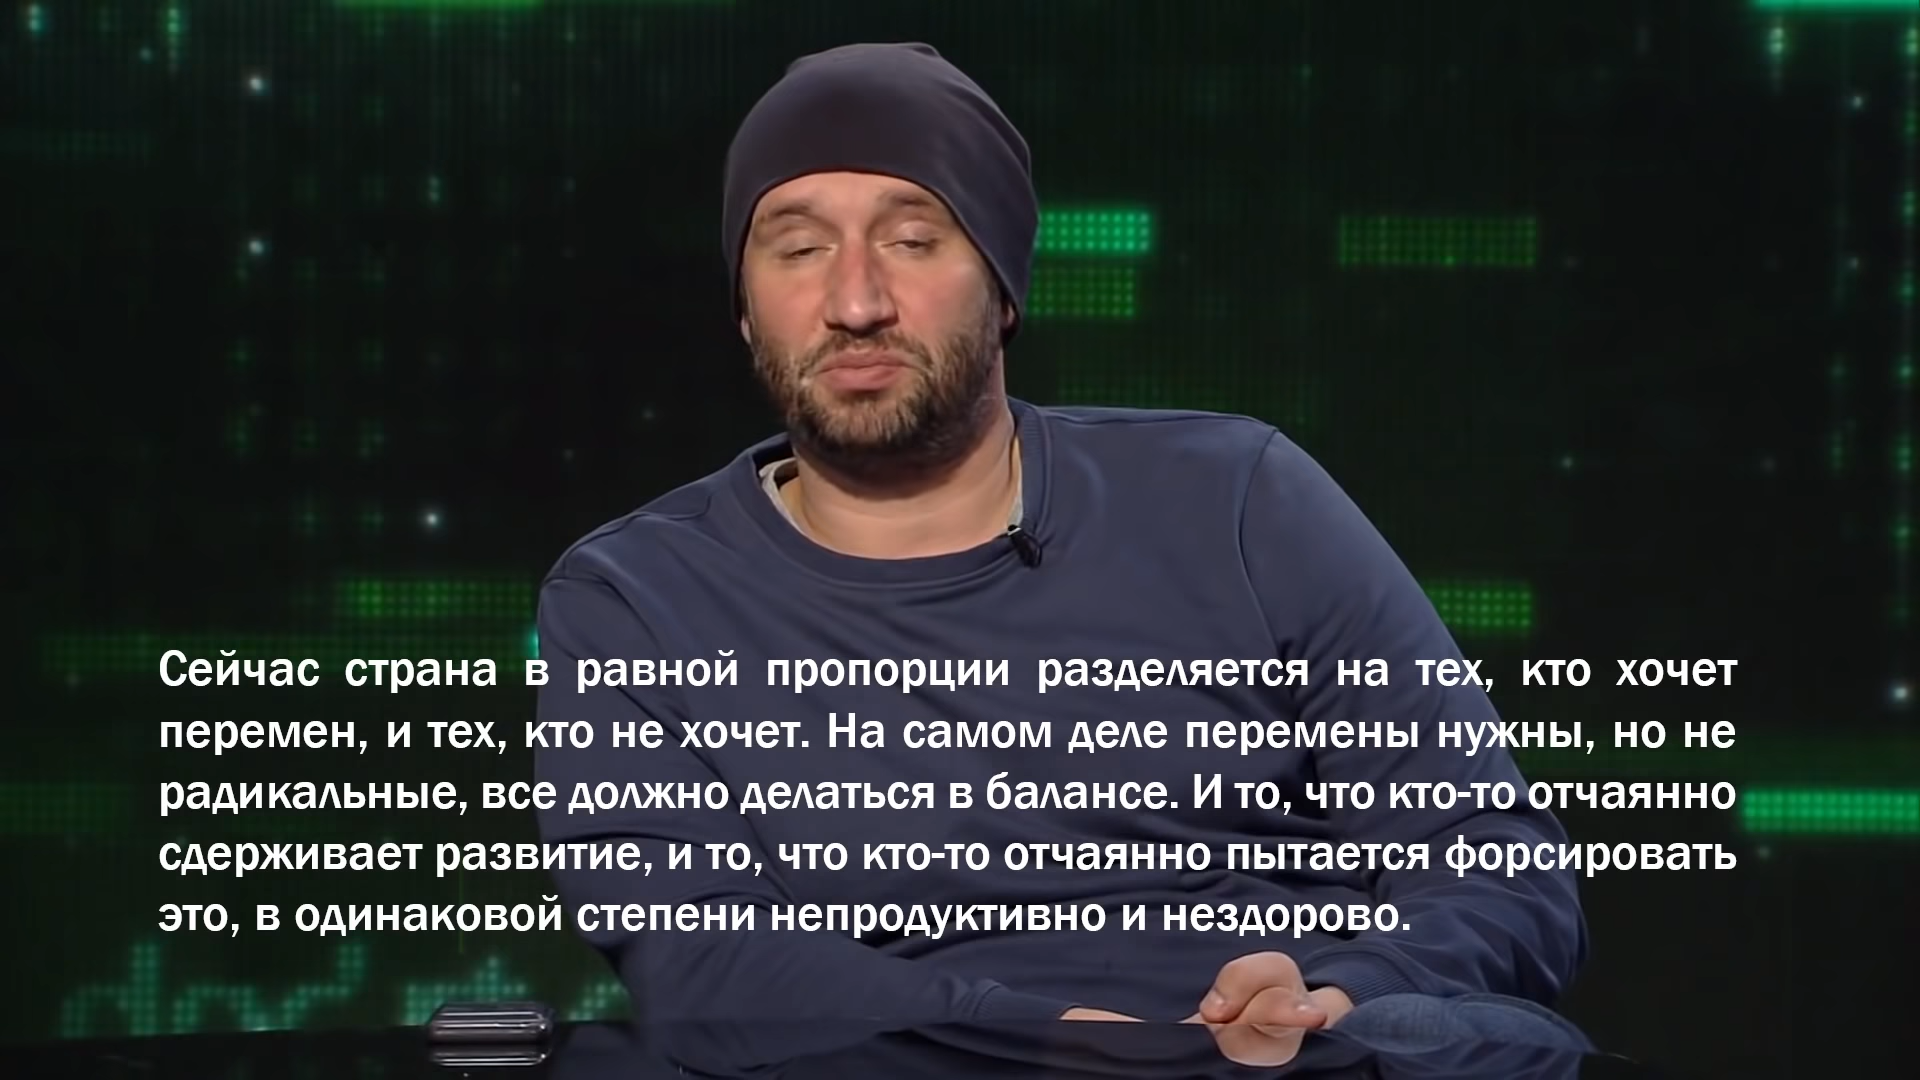 Сейчас страна в равной пропорции разделяется на тех, кто хочет
перемен, и тех, кто не хочет. На самом деле перемены нужны, но не
радикальные, все должно делаться в балансе. И то, что кто-то отчаянно
сдерживает развитие, и то, что кто-то отчаянно пытается форсировать
это, в одинаковой степени непродуктивно и нездорово.